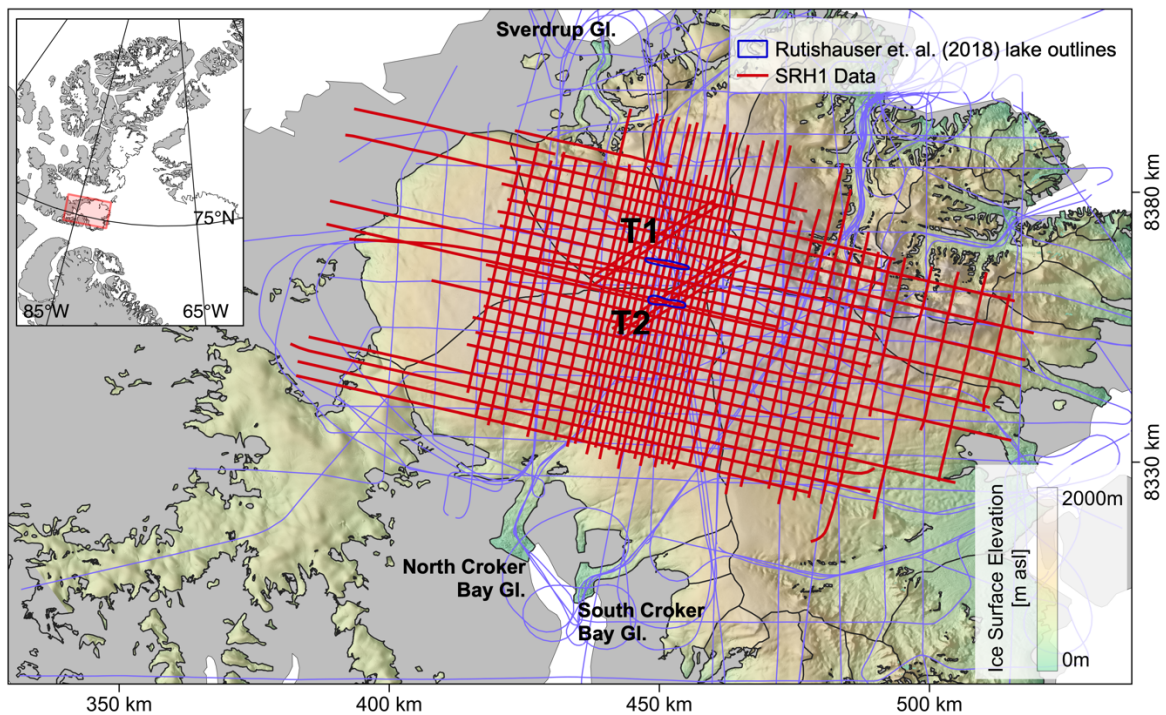 Sverdrup Gl.
Rutishauser et. al. (2018) lake outlines
SRH1 Data
75°N
85°W
65°W
T1
T2
8380 km
8330 km
North Croker
Bay Gl.
South Croker
Bay Gl.
Ice Surface Elevation
[m asl]
2000m
0m
350 km
400 km
450 km
500 km